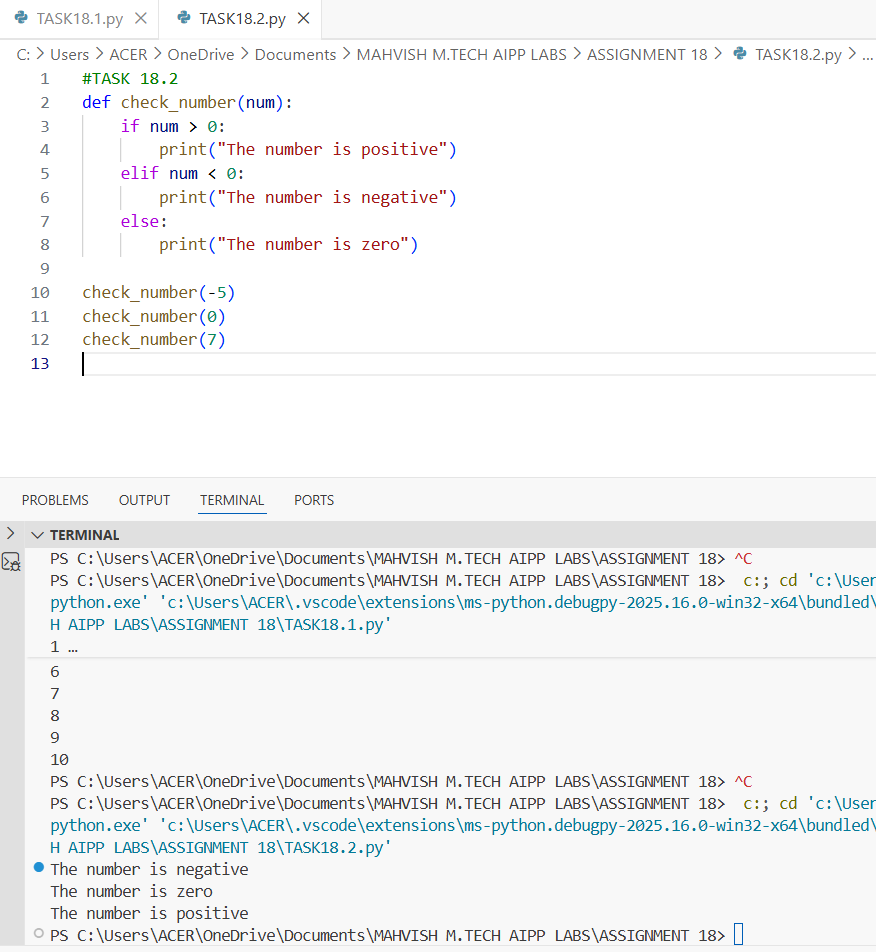 TASK18.1.py TASK18.2.py
C: > Users > ACER > OneDrive > Documents > MAHVISH M.TECH AIPP LABS > ASSIGNMENT 18 > TASK18.2.py > ...
1 #TASK 18.2
2 def check_number(num):
3     if num > 0:
4         print("The number is positive")
5     elif num < 0:
6         print("The number is negative")
7     else:
8         print("The number is zero")
9
10 check_number(-5)
11 check_number(0)
12 check_number(7)
13
PROBLEMS OUTPUT TERMINAL PORTS
TERMINAL
PS C:\Users\ACER\OneDrive\Documents\MAHVISH M.TECH AIPP LABS\ASSIGNMENT 18> ^C
PS C:\Users\ACER\OneDrive\Documents\MAHVISH M.TECH AIPP LABS\ASSIGNMENT 18>  c:; cd 'c:\User
python.exe' 'c:\Users\ACER\.vscode\extensions\ms-python.debugpy-2025.16.0-win32-x64\bundled\
H AIPP LABS\ASSIGNMENT 18\TASK18.1.py'
1 …
6
7
8
9
10
PS C:\Users\ACER\OneDrive\Documents\MAHVISH M.TECH AIPP LABS\ASSIGNMENT 18> ^C
PS C:\Users\ACER\OneDrive\Documents\MAHVISH M.TECH AIPP LABS\ASSIGNMENT 18>  c:; cd 'c:\User
python.exe' 'c:\Users\ACER\.vscode\extensions\ms-python.debugpy-2025.16.0-win32-x64\bundled\
H AIPP LABS\ASSIGNMENT 18\TASK18.2.py'
The number is negative
The number is zero
The number is positive
PS C:\Users\ACER\OneDrive\Documents\MAHVISH M.TECH AIPP LABS\ASSIGNMENT 18>